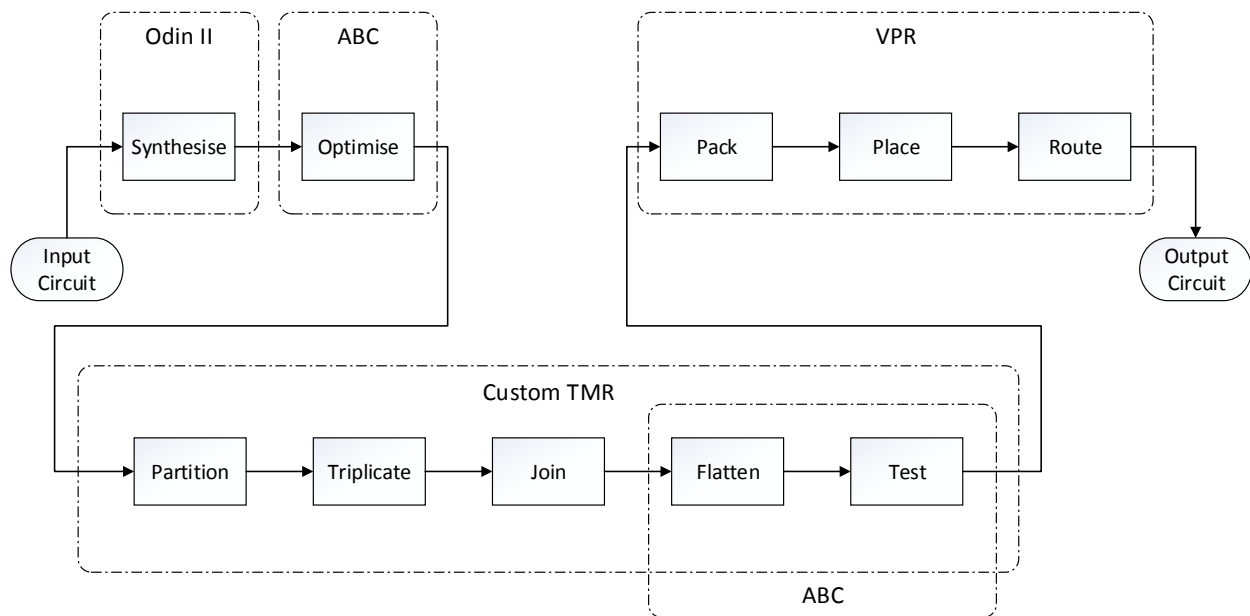 Odin II
ABC
VPR
Synthesise
Optimise
Pack
Place
Route
Input
Circuit
Output
Circuit
Custom TMR
Partition
Triplicate
Join
Flatten
Test
ABC